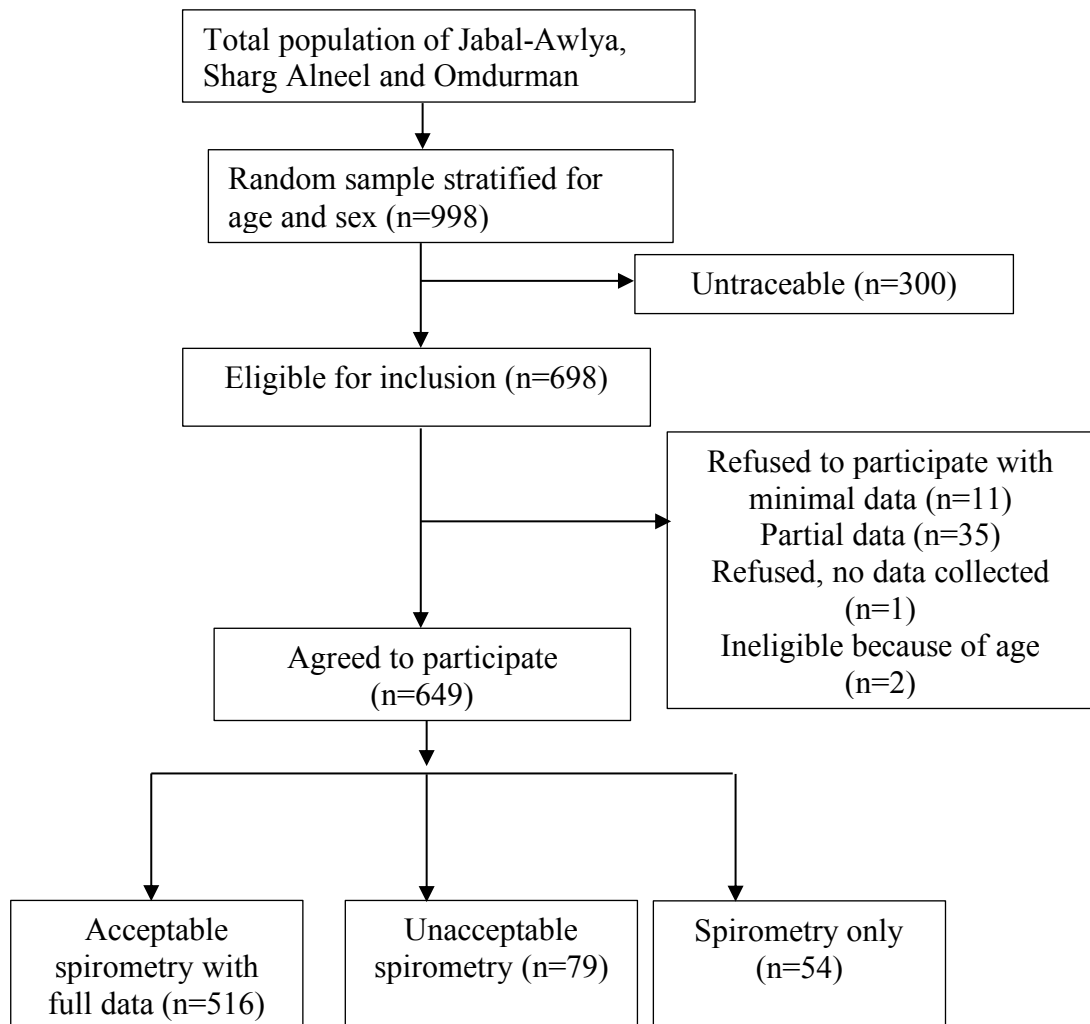 Total population of Jabal-Awlya,
Sharg Alneel and Omdurman
Random sample stratified for
age and sex (n=998)
Untraceable (n=300)
Eligible for inclusion (n=698)
Refused to participate with
minimal data (n=11)
Partial data (n=35)
Refused, no data collected
(n=1)
Ineligible because of age
(n=2)
Agreed to participate
(n=649)
Acceptable
spirometry with
full data (n=516)
Unacceptable
spirometry (n=79)
Spirometry only
(n=54)